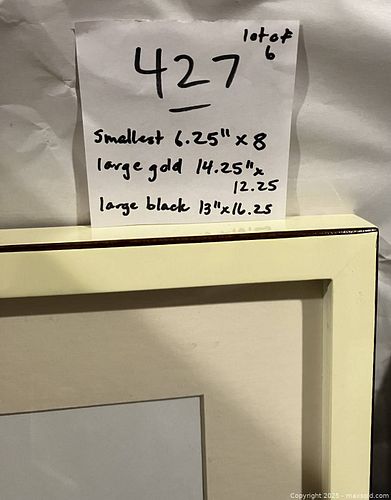 lot of
6
427
Smallest 6.25" x 8
large gold 14.25" x
12.25
large black 13" x 16.25
Copyright 2025 - maxsold.com